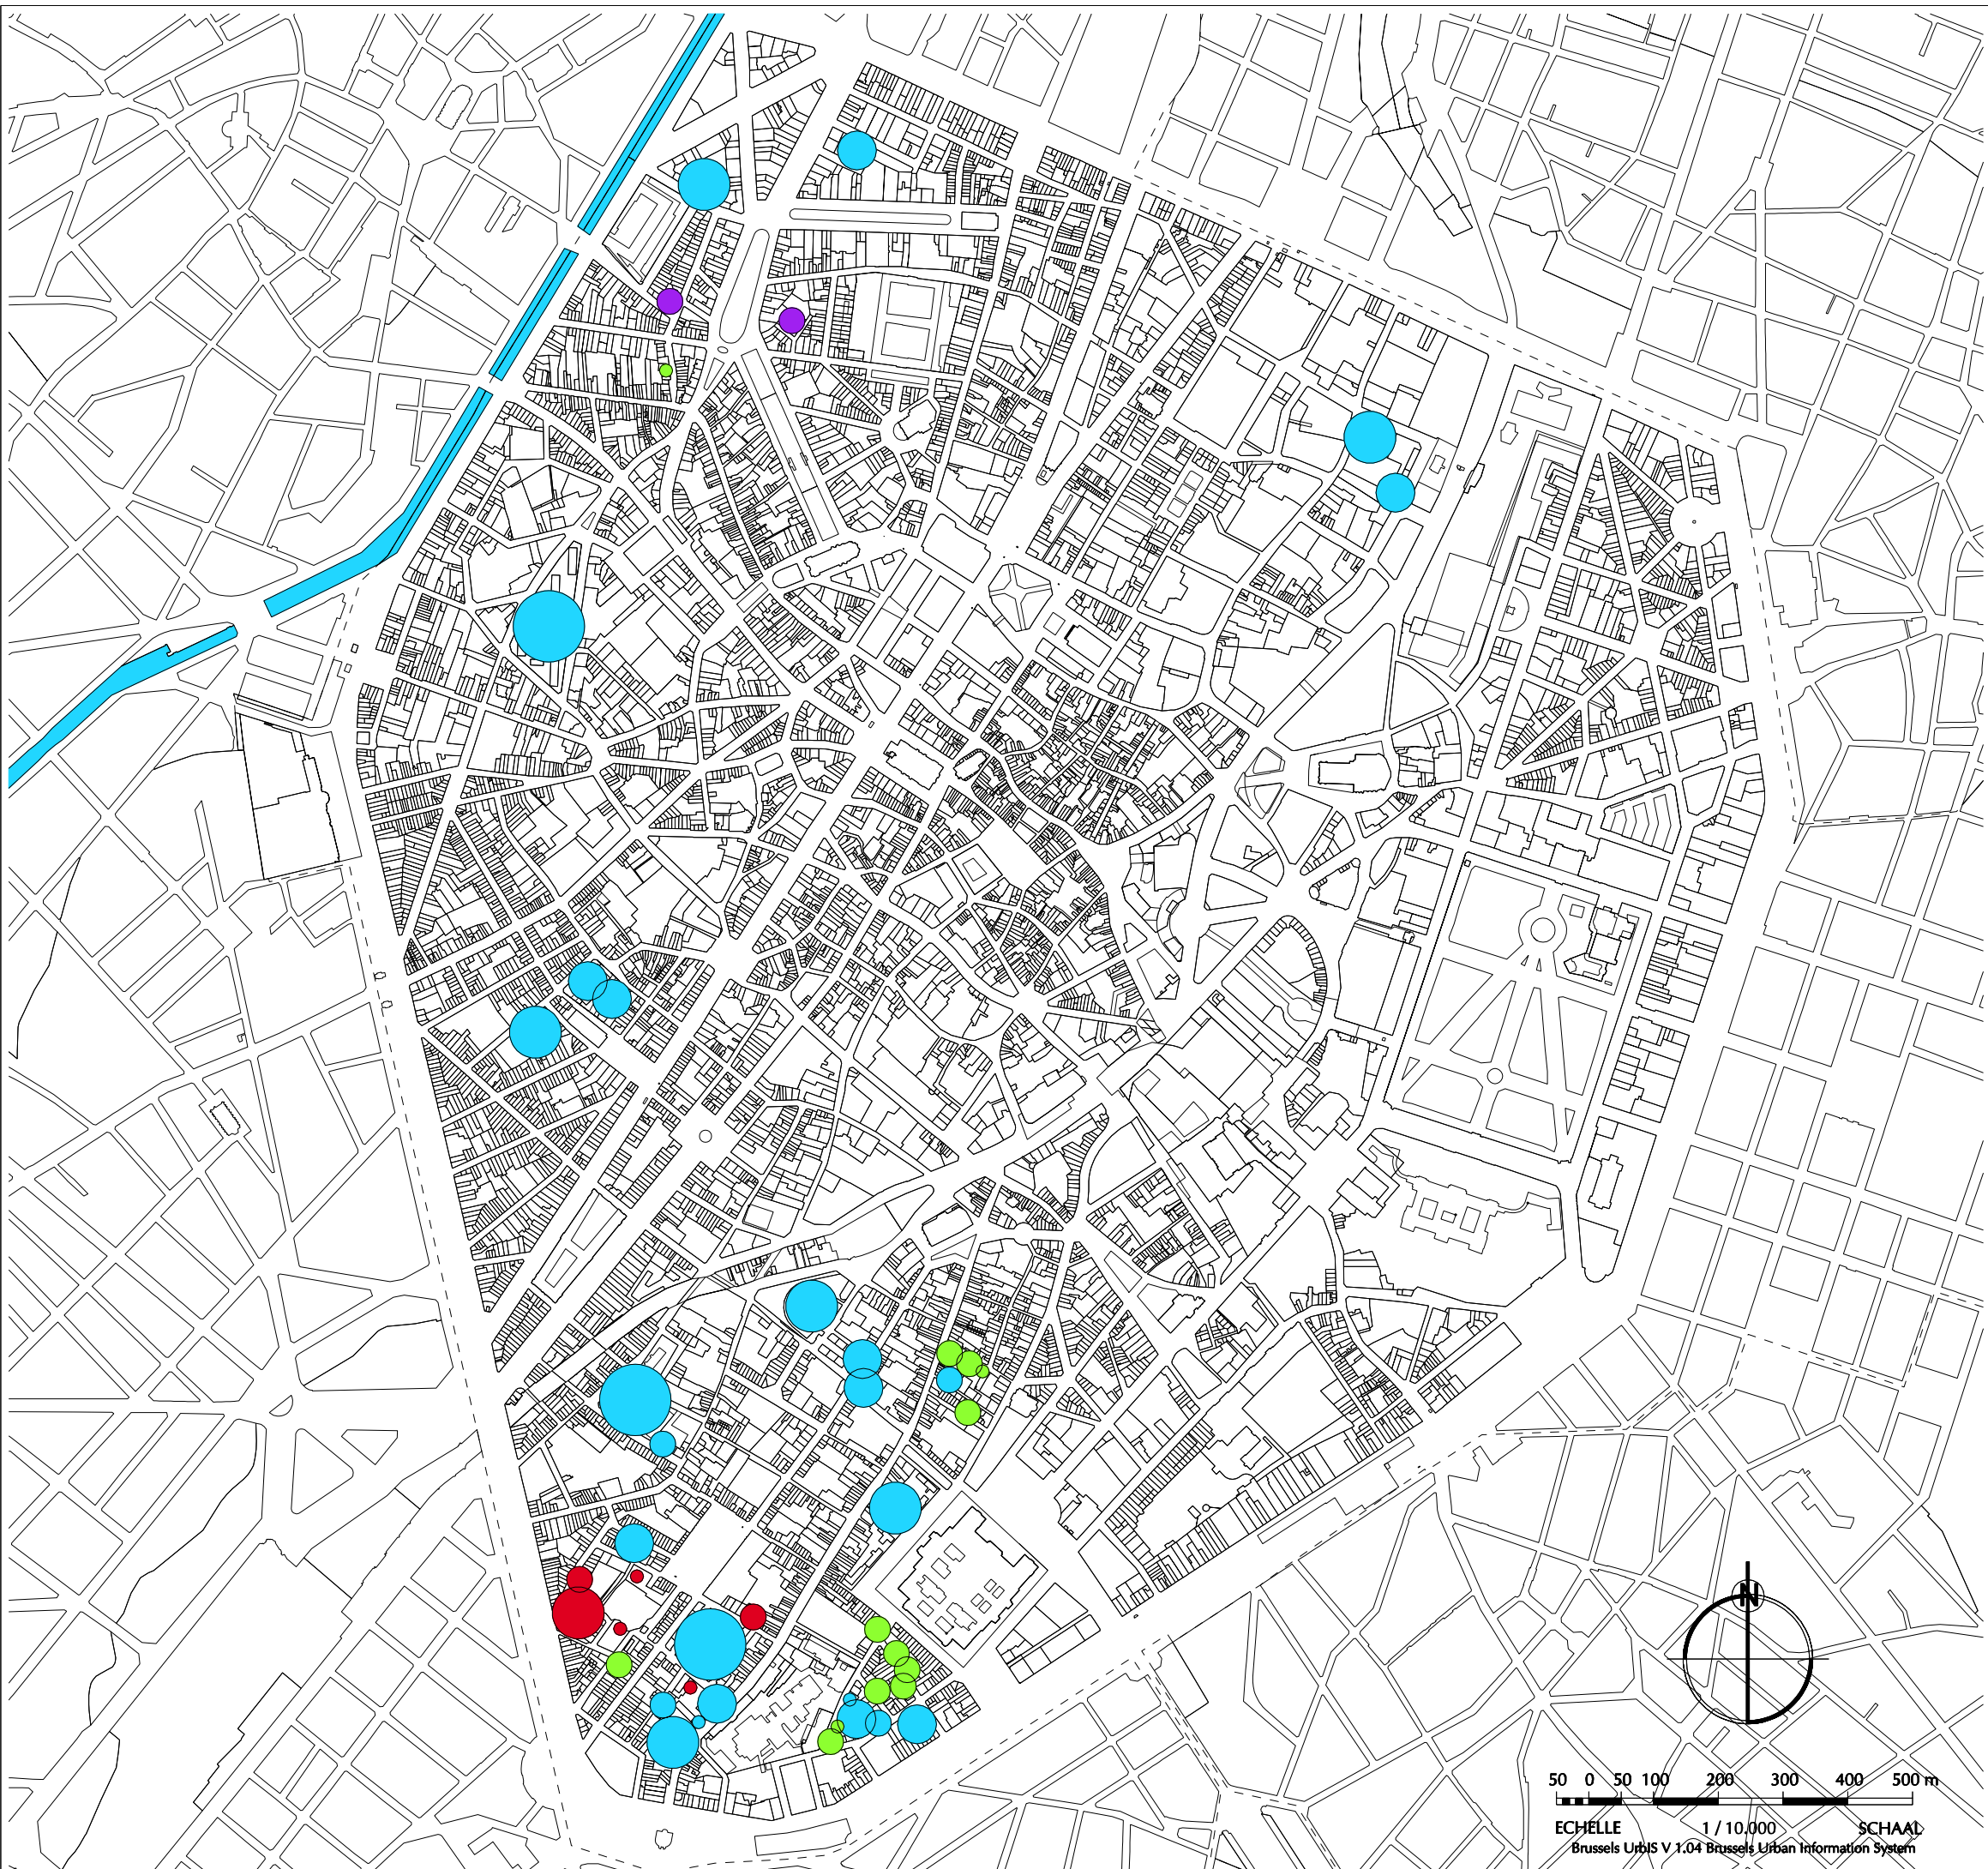 N
50 0 50 100 200 300 400 500 m
ECHELLE 1 / 10.000 SCHAAL
Brussels UrbIS V 1.04 Brussels Urban Information System